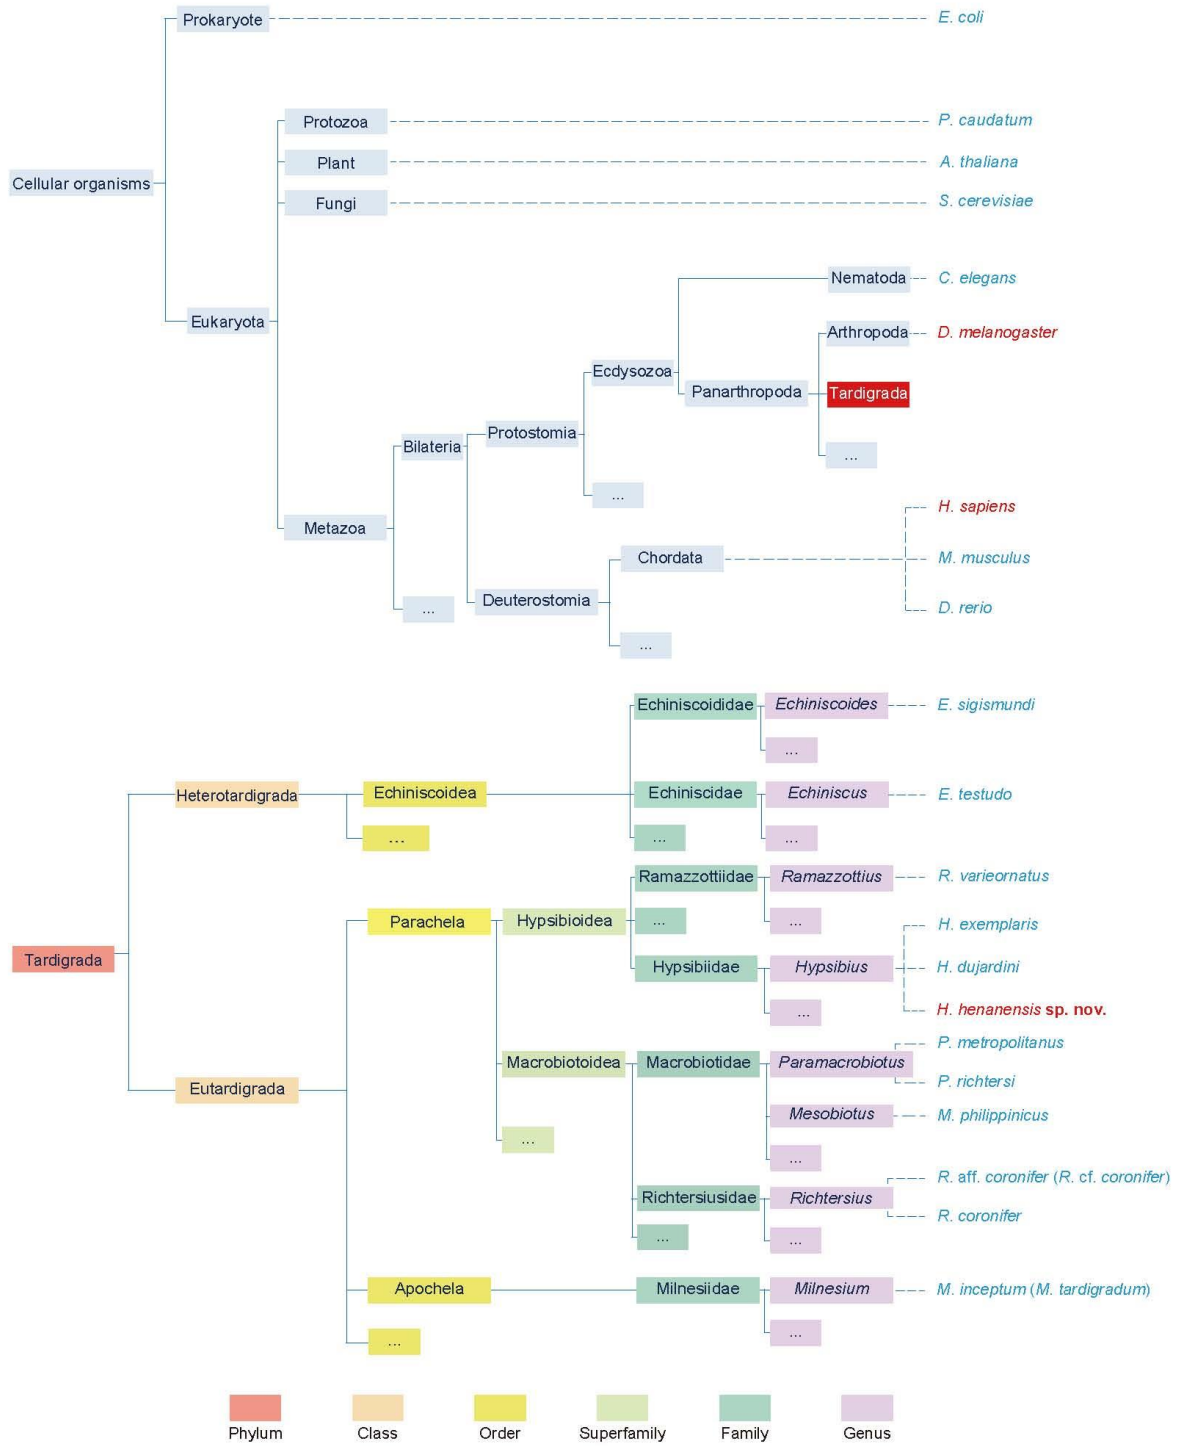 Prokaryote
E. coli
Protozoa
P. caudatum
Plant
A. thaliana
Cellular organisms
Fungi
S. cerevisiae
Nematoda
C. elegans
Eukaryota
Arthropoda
D. melanogaster
Ecdysozoa
Panarthropoda
Tardigrada
Protostomia
Bilateria
...
...
H. sapiens
Metazoa
Chordata
M. musculus
Deuterostomia
D. rerio
...
...
Echiniscoididae
Echiniscoides
E. sigismundi
...
Heterotardigrada
Echiniscoidea
Echiniscidae
Echiniscus
E. testudo
...
...
...
Ramazzottiidae
Ramazzottius
R. varieornatus
Parachela
Hypsibioidea
...
...
H. exemplaris
Tardigrada
Hypsibiidae
Hypsibius
H. dujardini
...
H. henanensis sp. nov.
P. metropolitanus
Macrobiotoidea
Macrobiotidae
Paramacrobiotus
P. richtersi
Eutardigrada
Mesobiotus
M. philippinicus
...
...
R. aff. coronifer (R. cf. coronifer)
Richtersiusidae
Richtersius
R. coronifer
...
...
Apochela
Milnesiidae
Milnesium
M. inceptum (M. tardigradum)
...
...
Phylum
Class
Order
Superfamily
Family
Genus